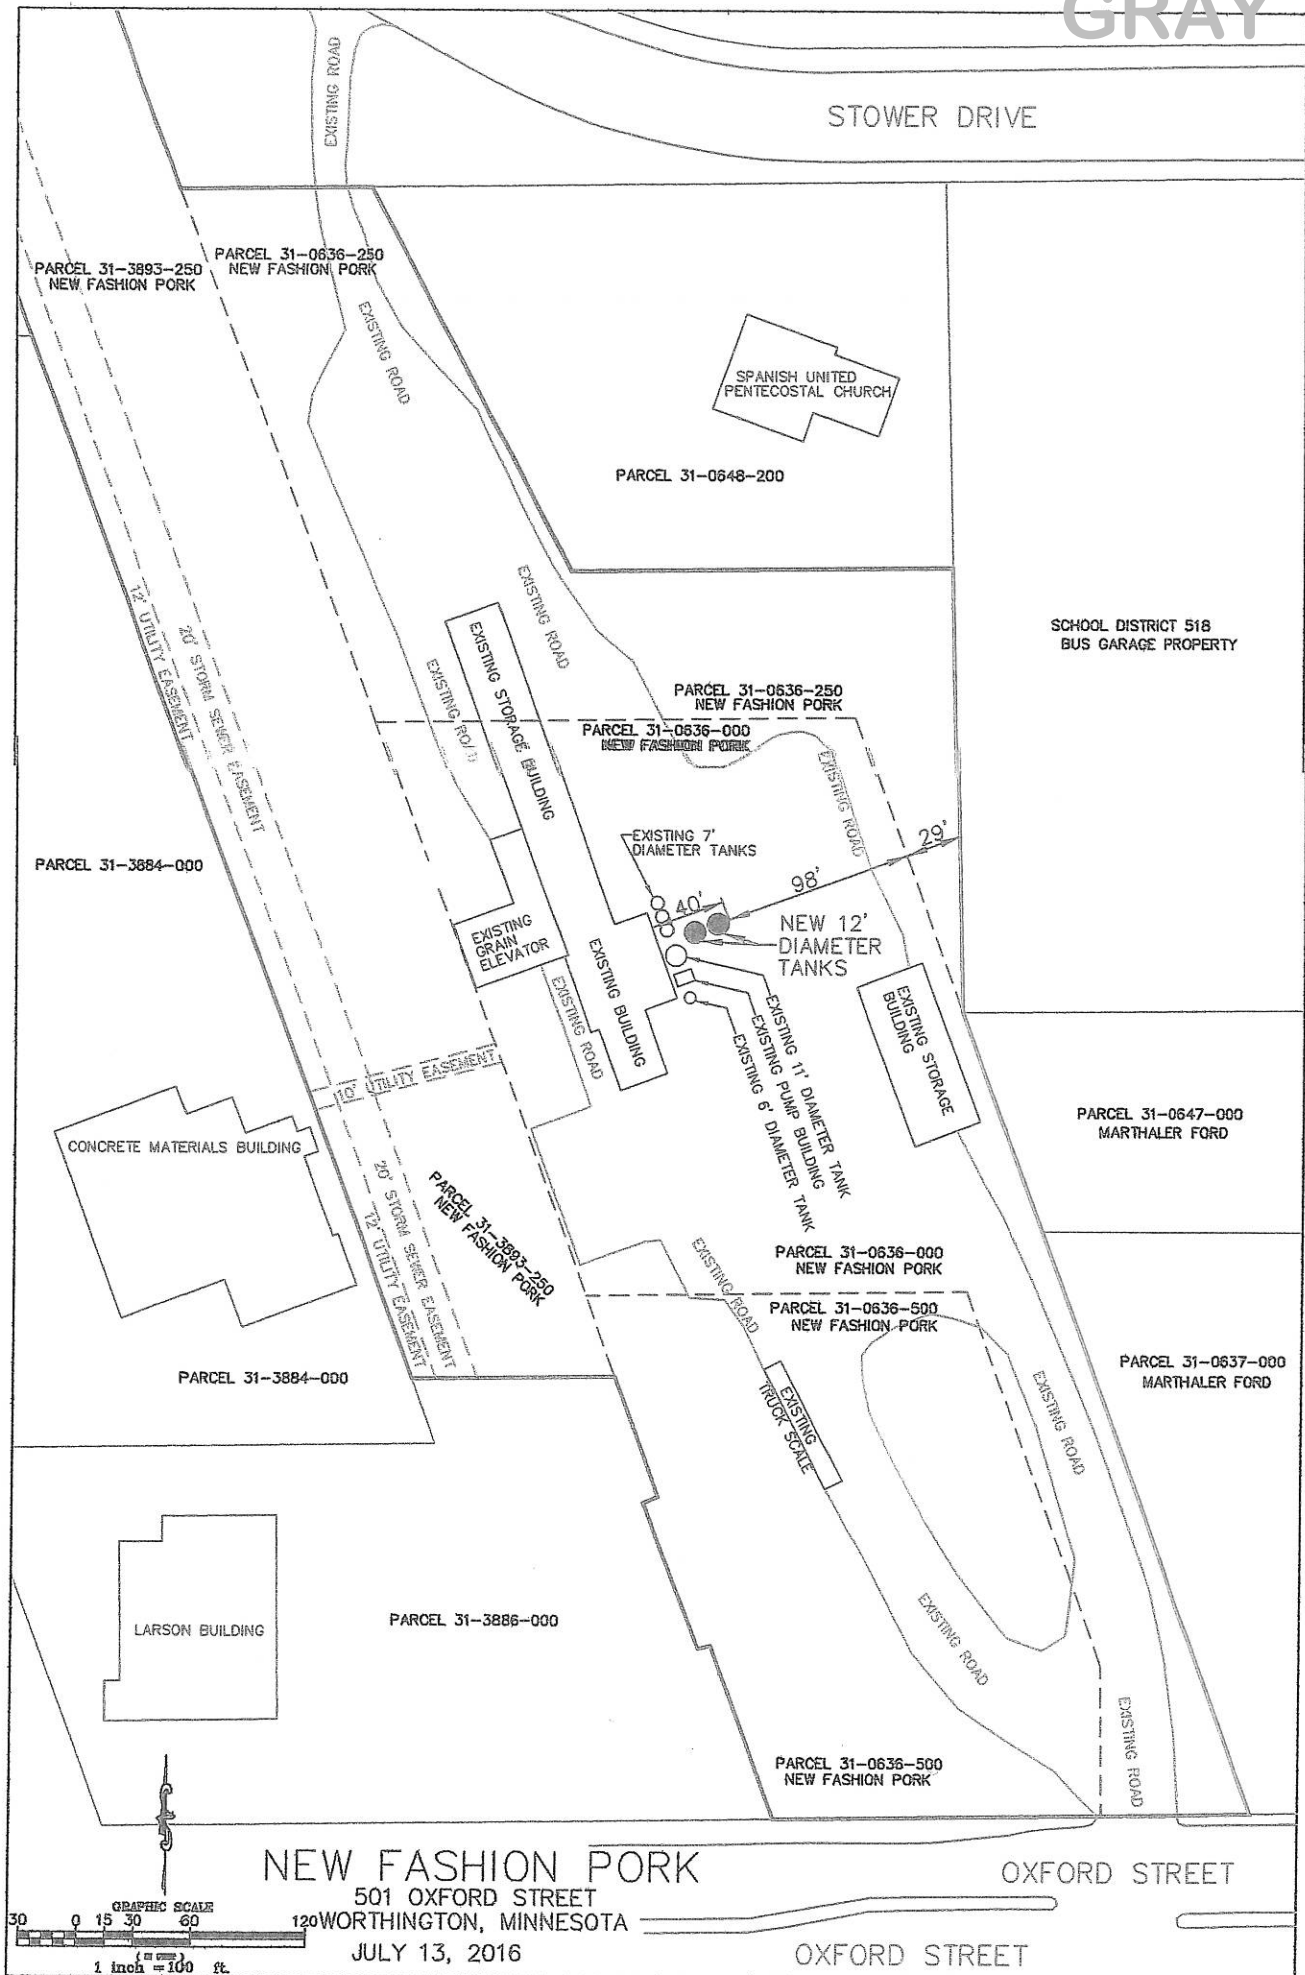 GRAY
STOWER DRIVE
EXISTING ROAD
PARCEL 31-3893-250
NEW FASHION PORK
PARCEL 31-0636-250
NEW FASHION PORK
EXISTING ROAD
SPANISH UNITED
PENTECOSTAL CHURCH
PARCEL 31-0648-200
12' UTILITY EASEMENT
20' STORM SEWER EASEMENT
EXISTING ROAD
EXISTING STORAGE BUILDING
EXISTING ROAD
SCHOOL DISTRICT 518
BUS GARAGE PROPERTY
PARCEL 31-0636-250
NEW FASHION PORK
PARCEL 31-0636-000
NEW FASHION PORK
EXISTING ROAD
PARCEL 31-3884-000
EXISTING 7'
DIAMETER TANKS
29'
98'
40'
NEW 12'
DIAMETER
TANKS
EXISTING
GRAIN
ELEVATOR
EXISTING BUILDING
EXISTING ROAD
EXISTING 11' DIAMETER TANK
EXISTING PUMP BUILDING
EXISTING 6' DIAMETER TANK
EXISTING STORAGE
BUILDING
10' UTILITY EASEMENT
PARCEL 31-0647-000
MARTHALER FORD
CONCRETE MATERIALS BUILDING
20' STORM SEWER EASEMENT
12' UTILITY EASEMENT
PARCEL 31-3893-250
NEW FASHION PORK
EXISTING ROAD
PARCEL 31-0636-000
NEW FASHION PORK
PARCEL 31-0636-500
NEW FASHION PORK
PARCEL 31-3884-000
EXISTING
TRUCK SCALE
EXISTING ROAD
PARCEL 31-0637-000
MARTHALER FORD
LARSON BUILDING
PARCEL 31-3886-000
EXISTING ROAD
EXISTING ROAD
PARCEL 31-0636-500
NEW FASHION PORK
NEW FASHION PORK
501 OXFORD STREET
WORTHINGTON, MINNESOTA
JULY 13, 2016
OXFORD STREET
OXFORD STREET
GRAPHIC SCALE
30 0 15 30 60 120
1 inch = 100 ft.